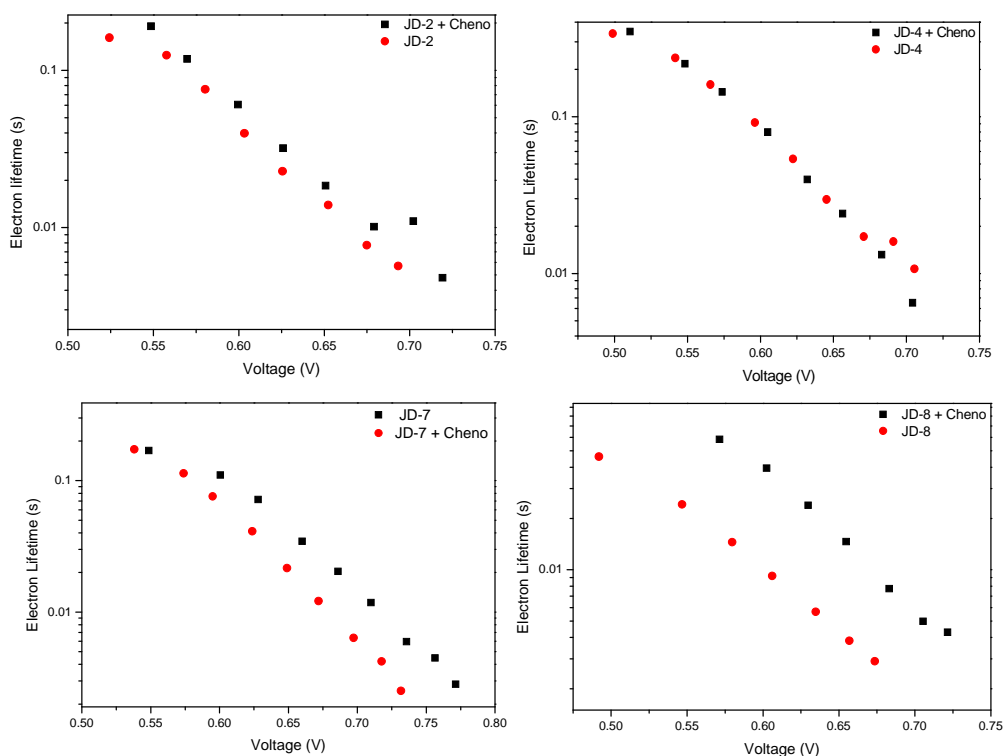 JD-2 + Cheno
JD-2
0.1
0.01
Electron lifetime (s)
0.50 0.55 0.60 0.65 0.70 0.75
Voltage (V)
JD-4 + Cheno
JD-4
0.1
0.01
Electron Lifetime (s)
0.50 0.55 0.60 0.65 0.70 0.75
Voltage (V)
JD-7
JD-7 + Cheno
0.1
0.01
Electron Lifetime (s)
0.50 0.55 0.60 0.65 0.70 0.75 0.80
Voltage (V)
JD-8 + Cheno
JD-8
0.01
Electron Lifetime (s)
0.50 0.55 0.60 0.65 0.70 0.75
Voltage (V)